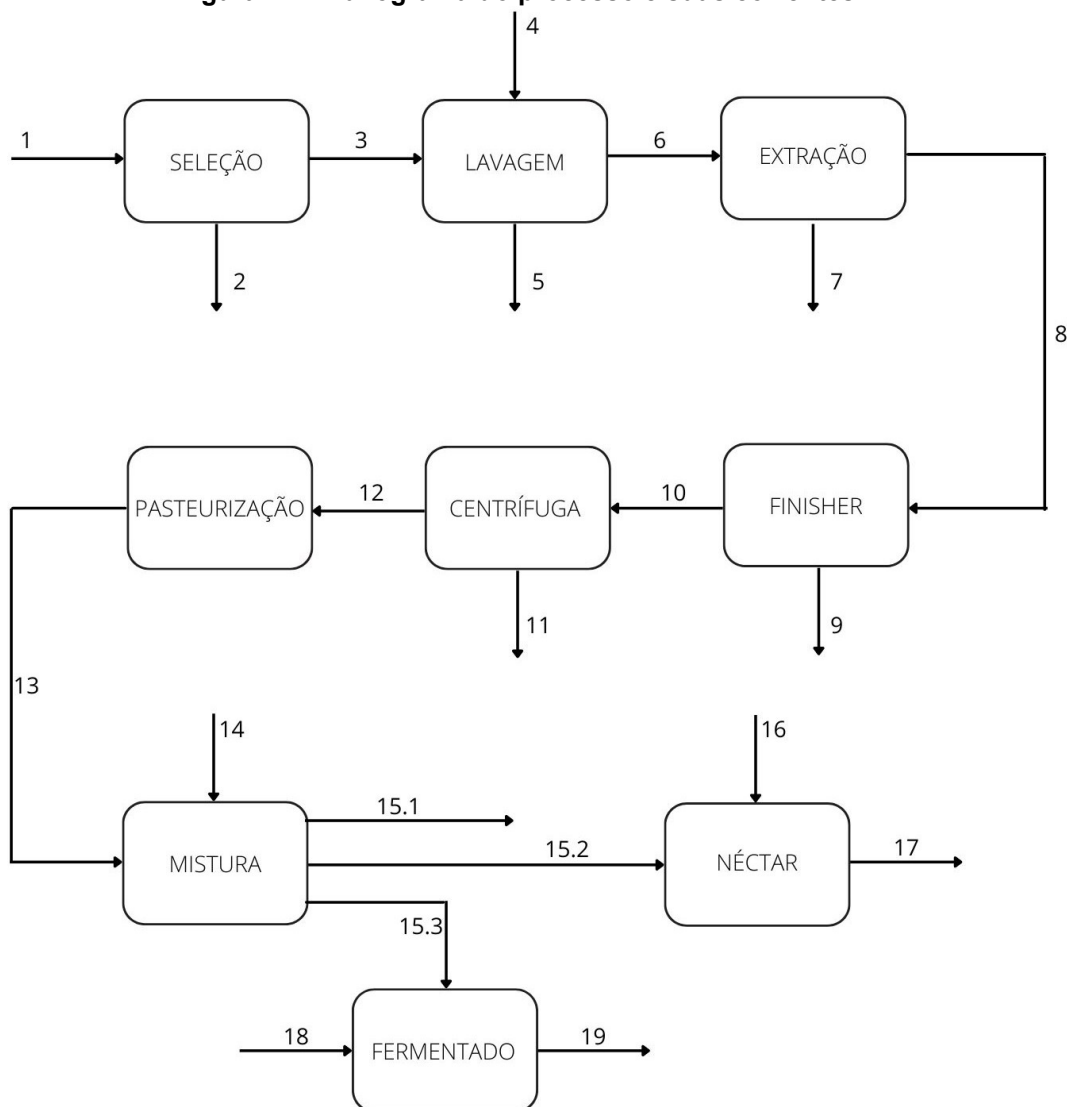 4
1
SELEÇÃO
3
LAVAGEM
6
EXTRAÇÃO
2
5
7
8
PASTEURIZAÇÃO
12
CENTRÍFUGA
10
FINISHER
11
9
13
14
16
MISTURA
15.1
15.2
NÉCTAR
17
15.3
18
FERMENTADO
19